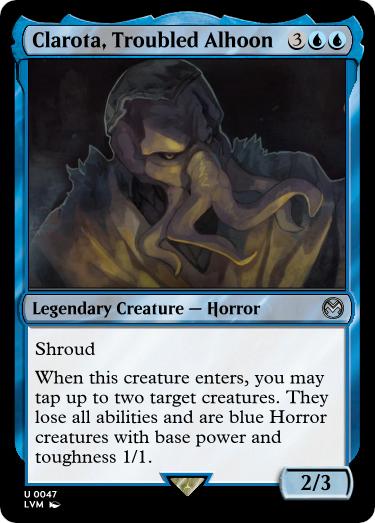 Clarota, Troubled Alhoon 3
Legendary Creature — Horror
Shroud
When this creature enters, you may
tap up to two target creatures. They
lose all abilities and are blue Horror
creatures with base power and
toughness 1/1.
2/3
U 0047
LVM